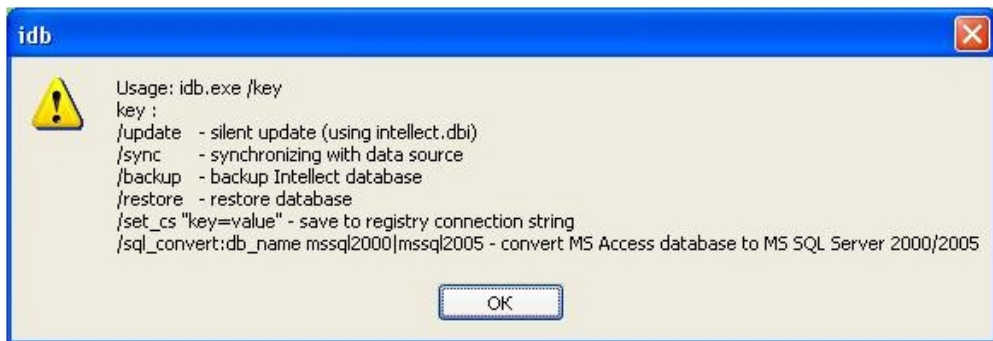 idb
Usage: idb.exe /key
key :
/update - silent update (using intellect.dbi)
/sync - synchronizing with data source
/backup - backup Intellect database
/restore - restore database
/set_cs "key=value" - save to registry connection string
/sql_convert:db_name mssql2000|mssql2005 - convert MS Access database to MS SQL Server 2000/2005
OK